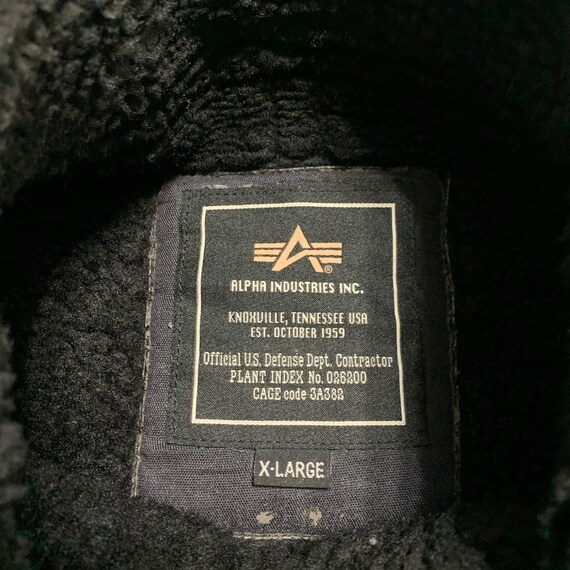 ALPHA INDUSTRIES INC.
KNOXVILLE, TENNESSEE USA
EST. OCTOBER 1959
Official U.S. Defense Dept. Contractor
PLANT INDEX No. 026200
CAGE code 3A382
X-LARGE